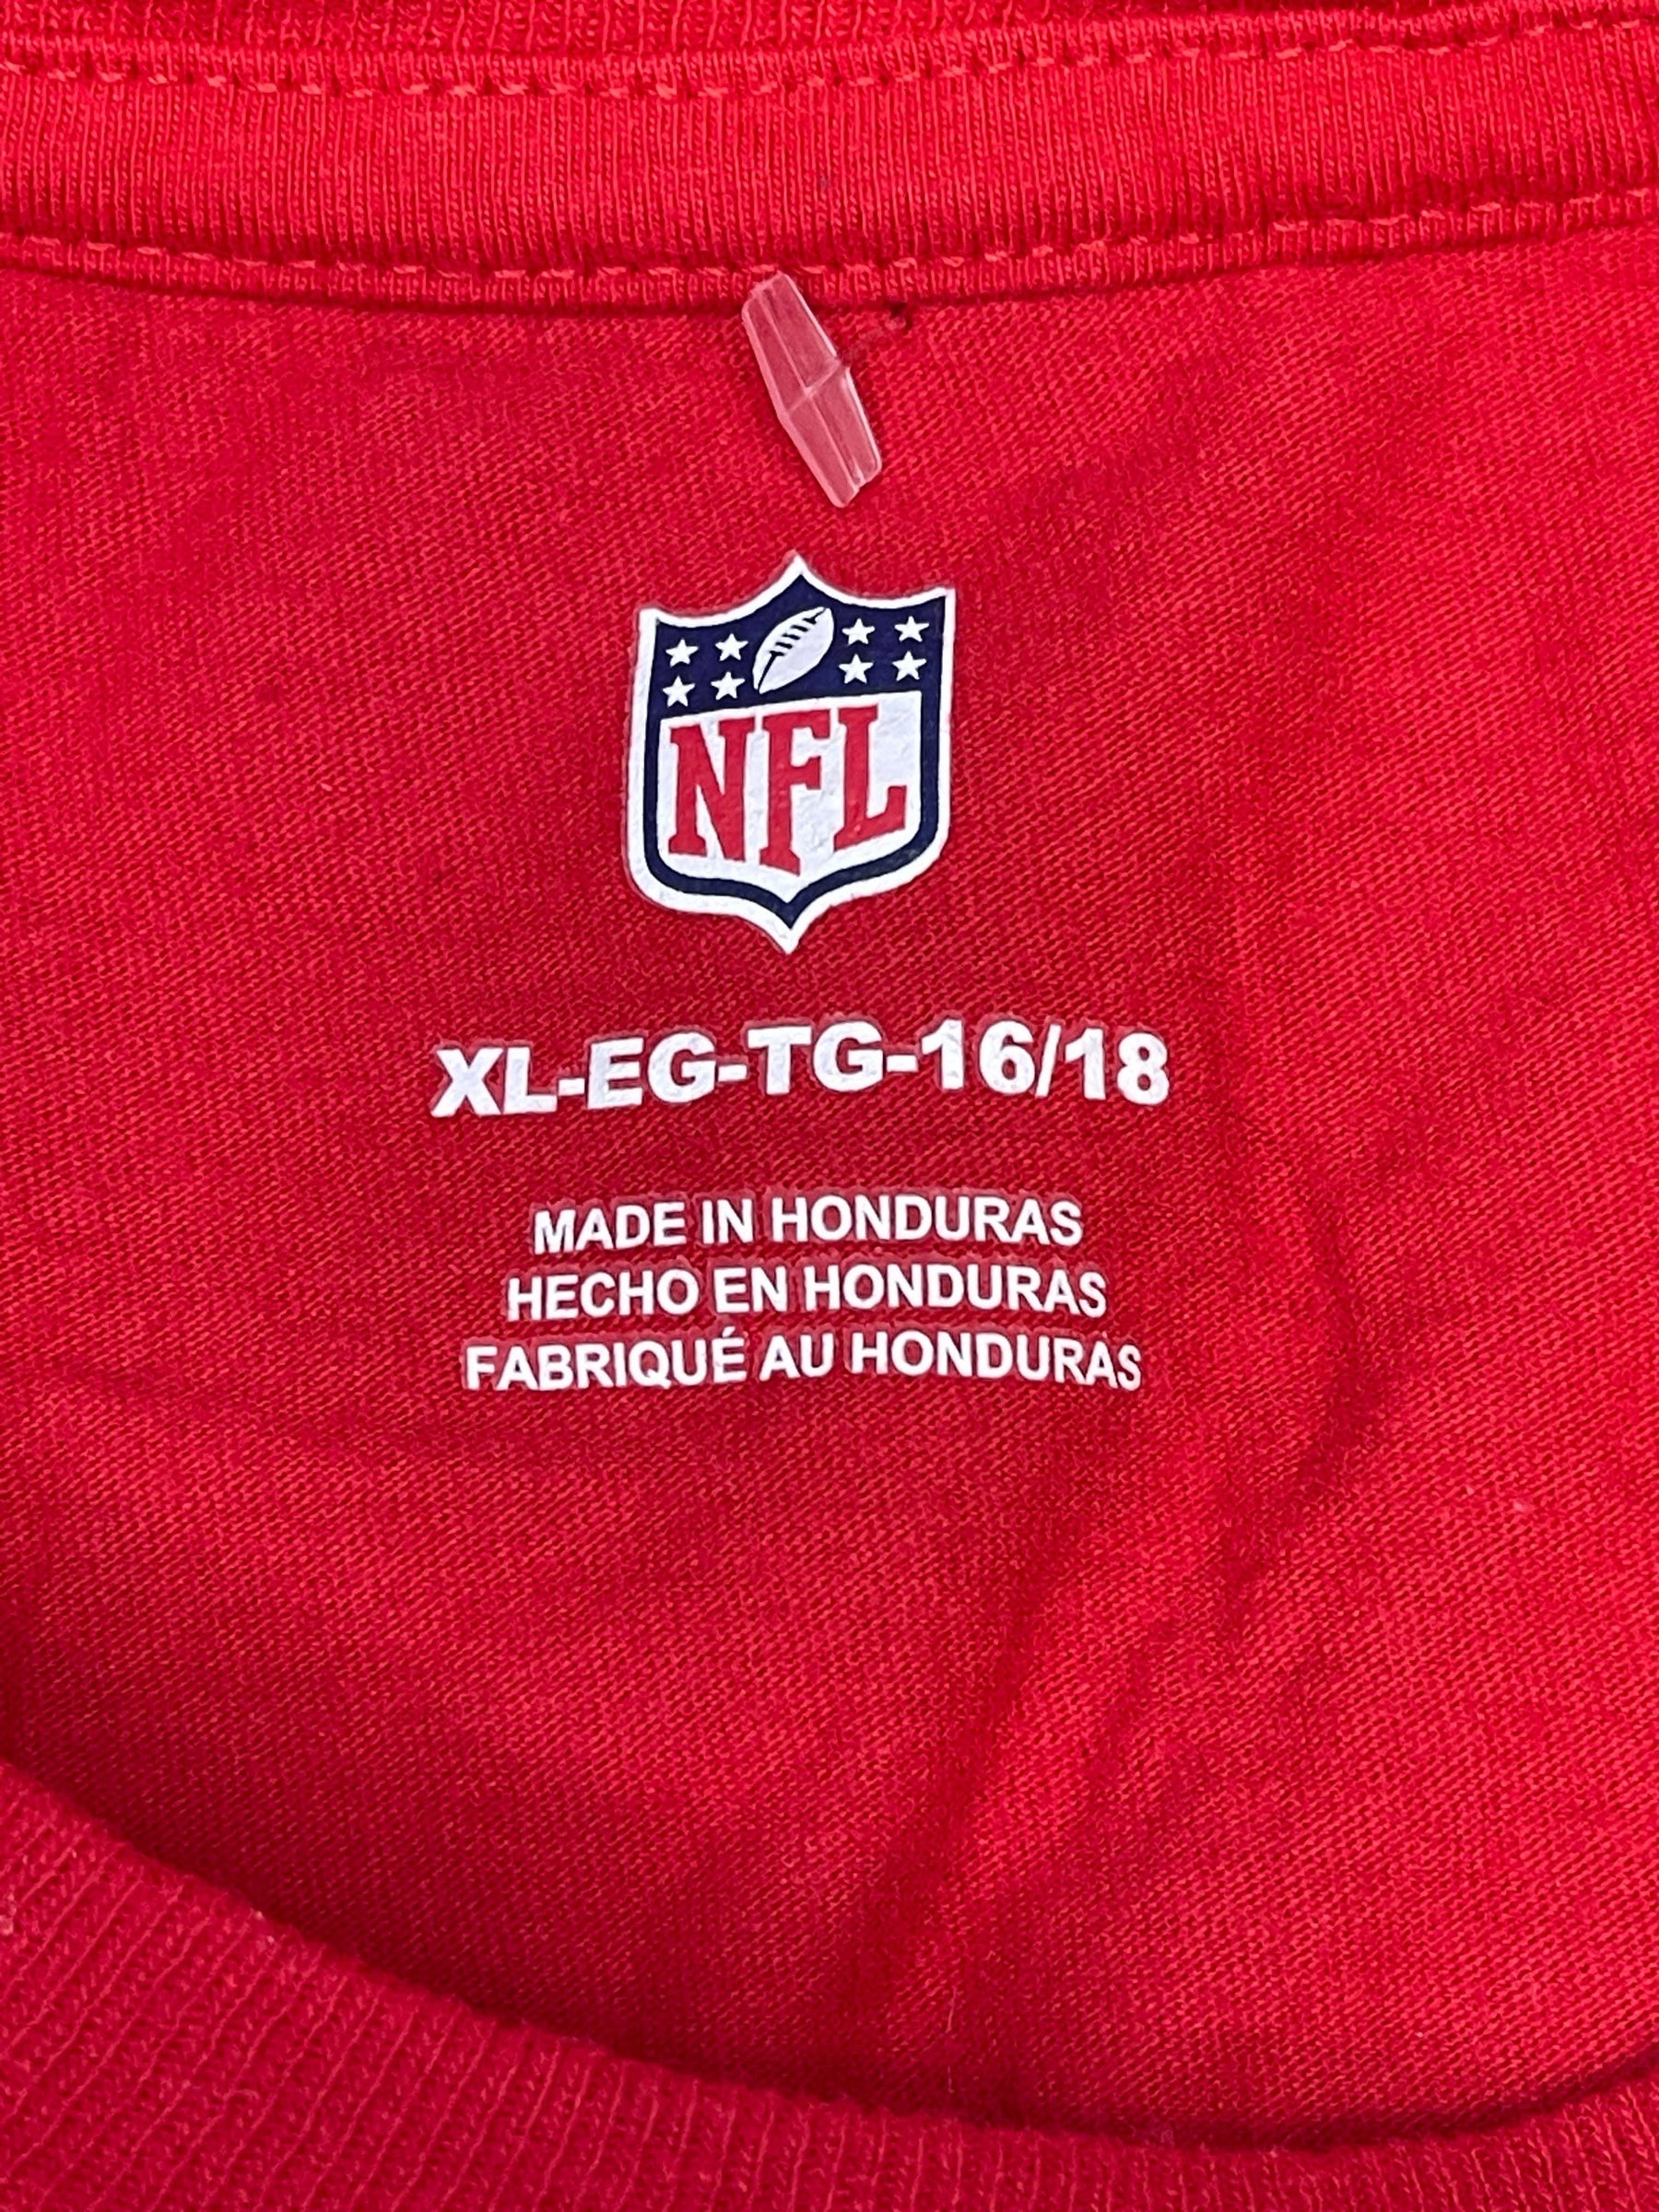 NFL
XL-EG-TG-16/18
MADE IN HONDURAS
HECHO EN HONDURAS
FABRIQUÉ AU HONDURAS